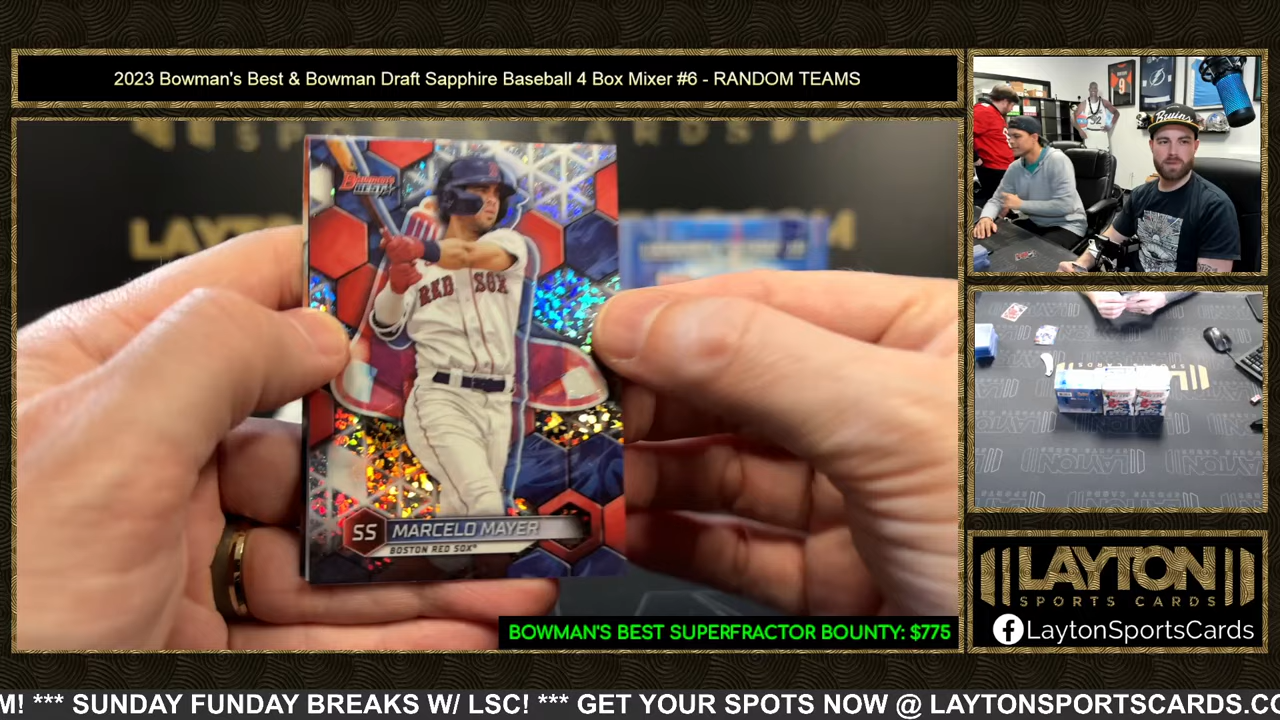 2023 Bowman's Best & Bowman Draft Sapphire Baseball 4 Box Mixer #6 - RANDOM TEAMS
Bowman's
BEST
RED SOX
SS MARCELO MAYER
BOSTON RED SOX
BOWMAN'S BEST SUPERFRACTOR BOUNTY: $775
Bruins
LAYTON
SPORTS CARDS
LaytonSportsCards
M! *** SUNDAY FUNDAY BREAKS W/ LSC! *** GET YOUR SPOTS NOW @ LAYTONSPORTSCARDS.CO